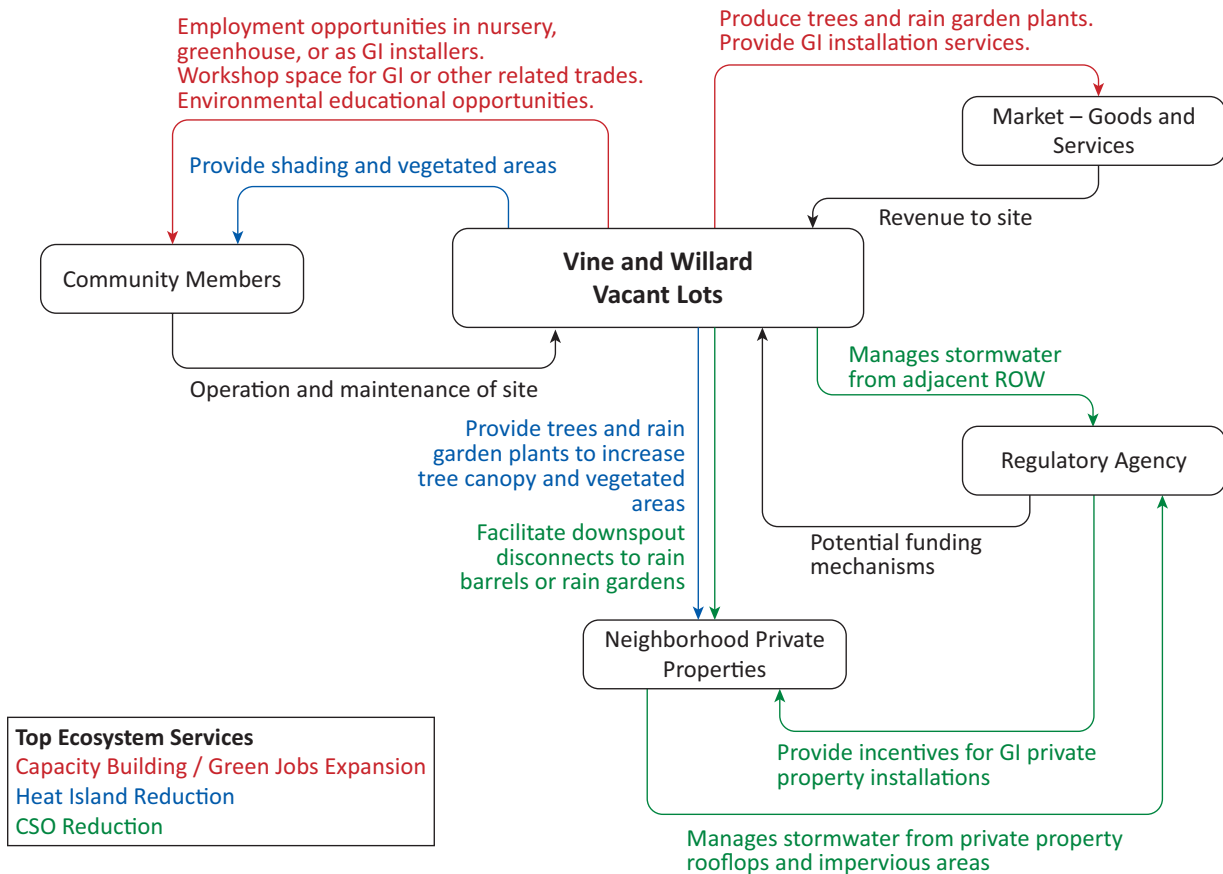 Employment opportunities in nursery,
greenhouse, or as GI installers.
Workshop space for GI or other related trades.
Environmental educational opportunities.
Produce trees and rain garden plants.
Provide GI installation services.
Market – Goods and
Services
Provide shading and vegetated areas
Revenue to site
Community Members
Vine and Willard
Vacant Lots
Operation and maintenance of site
Manages stormwater
from adjacent ROW
Provide trees and rain
garden plants to increase
tree canopy and vegetated
areas
Regulatory Agency
Facilitate downspout
disconnects to rain
barrels or rain gardens
Potential funding
mechanisms
Neighborhood Private
Properties
Top Ecosystem Services
Capacity Building / Green Jobs Expansion
Heat Island Reduction
CSO Reduction
Provide incentives for GI private
property installations
Manages stormwater from private property
rooflops and impervious areas